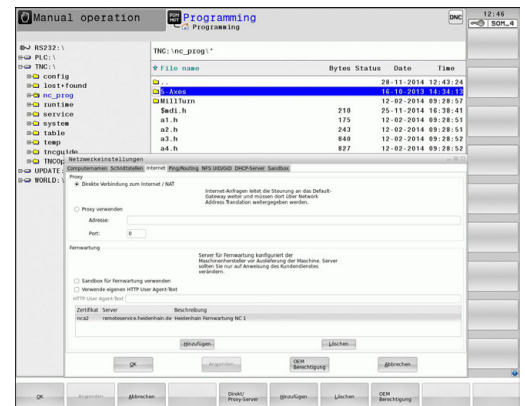 Manual operation
PGM MGT
Programming
Programming
DNC
12:46
SOM_4
RS232:\
PLC:\
TNC:\
config
lost+found
nc_prog
runtime
service
system
table
temp
tncguide
UPDATE:
WORLD:\
TNC:\nc_prog\*
File name Bytes Status Date Time
.. 28-11-2014 12:43:24
5-Axes 16-10-2013 14:34:13
MillTurn 12-02-2014 09:28:57
$mdi.h 210 25-11-2014 16:38:41
a1.h 175 12-02-2014 09:28:51
a2.h 243 12-02-2014 09:28:51
a3.h 840 12-02-2014 09:28:52
a4.h 827 12-02-2014 09:28:52
Netzwerkeinstellungen
Computernamen Schnittstellen Internet Ping/Routing NFS UID/GID DHCP-Server Sandbox
Proxy
Direkte Verbindung zum Internet / NAT
Internet-Anfragen leitet die Steurung an das Default-
Gateway weiter und müssen dort über Network
Address Translation weitergegeben werden.
Proxy verwenden
Adresse:
Port: 0
Fernwartung
Server für Fernwartung konfiguriert der
Maschinenhersteller vor Auslieferung der Maschine. Server
sollten Sie nur auf Anweisung des Kundendienstes
verändern.
Sandbox für Fernwartung verwenden
Verwende eigenen HTTP User Agent-Text
HTTP User Agent-Text
Zertifikat Server Beschreibung
nca2 remoteservice.heidenhain.de Heidenhain Fernwartung NC 1
Hinzufügen Löschen
OK Anwenden OEM Berechtigung Abbrechen
OK Anwenden Abbrechen Direkt/ Proxy-Server Hinzufügen Löschen OEM Berechtigung